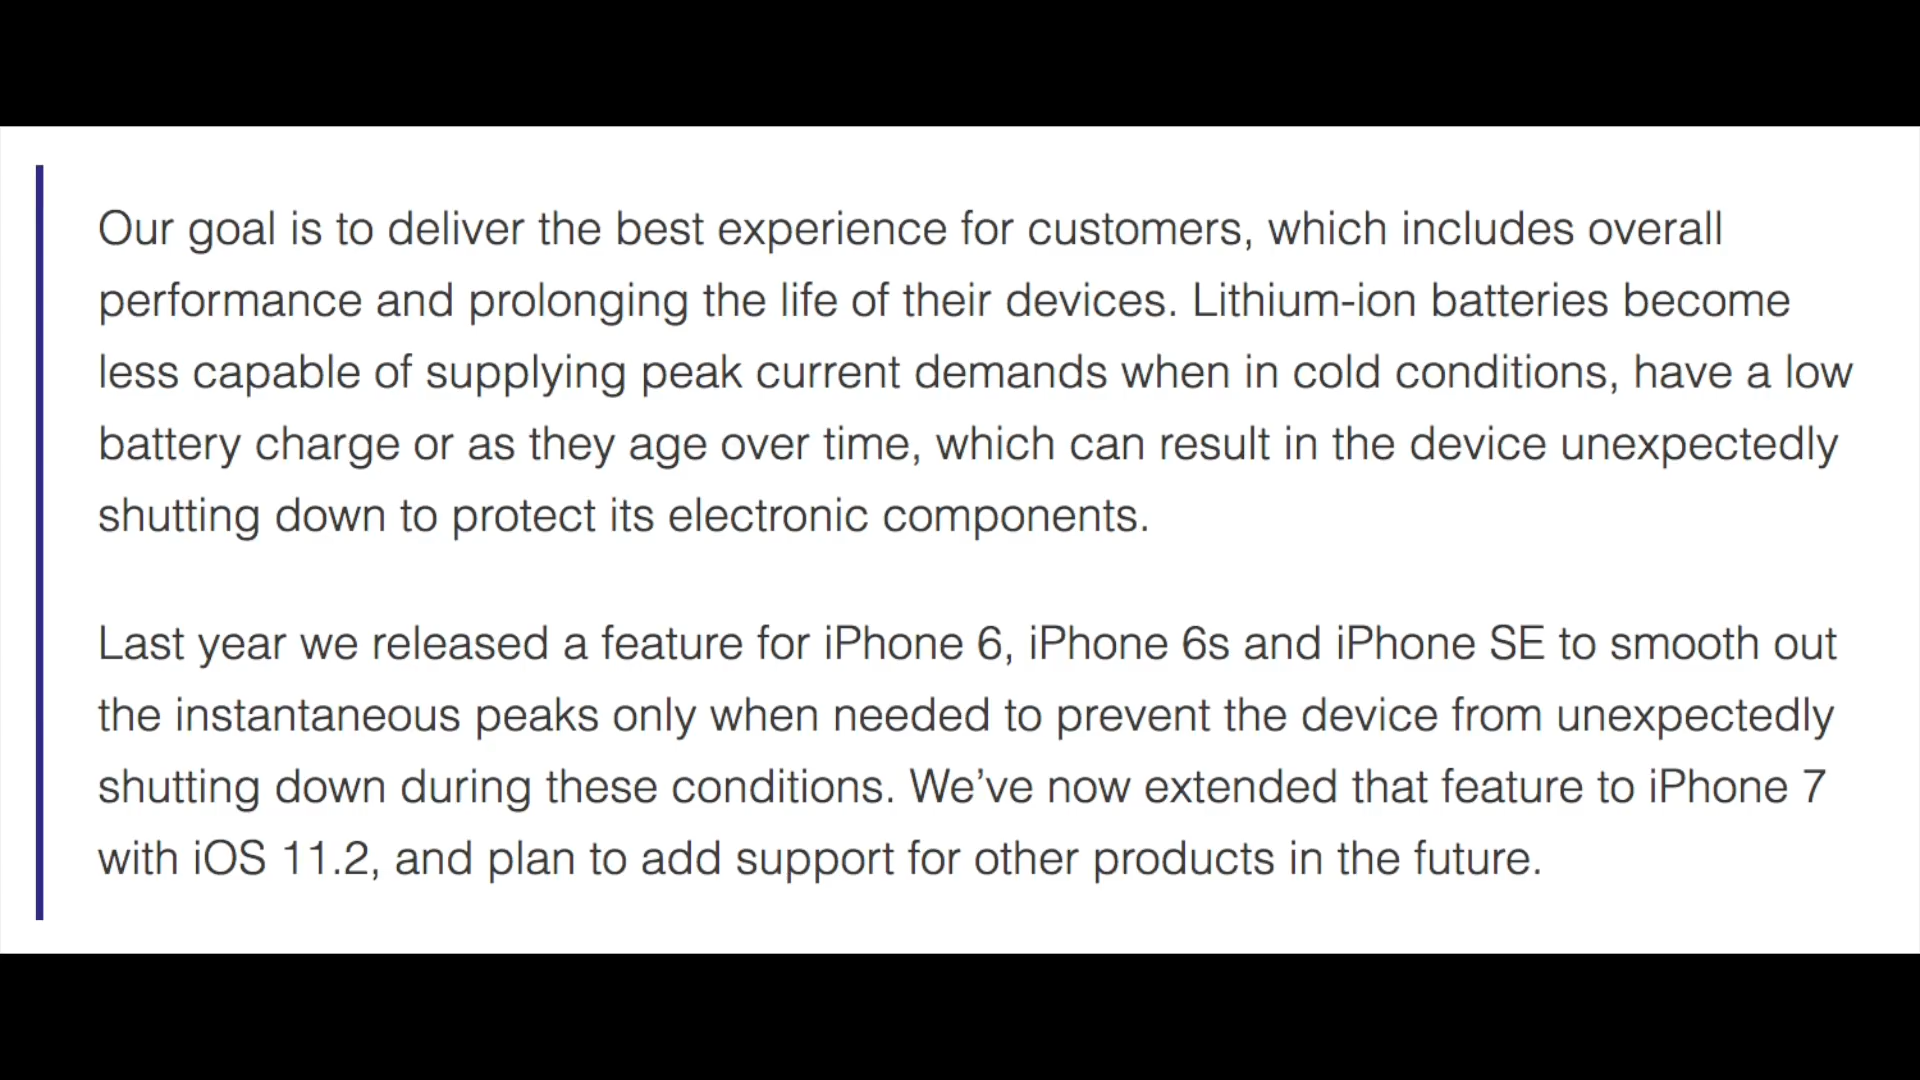 Our goal is to deliver the best experience for customers, which includes overall
performance and prolonging the life of their devices. Lithium-ion batteries become
less capable of supplying peak current demands when in cold conditions, have a low
battery charge or as they age over time, which can result in the device unexpectedly
shutting down to protect its electronic components.
Last year we released a feature for iPhone 6, iPhone 6s and iPhone SE to smooth out
the instantaneous peaks only when needed to prevent the device from unexpectedly
shutting down during these conditions. We’ve now extended that feature to iPhone 7
with iOS 11.2, and plan to add support for other products in the future.